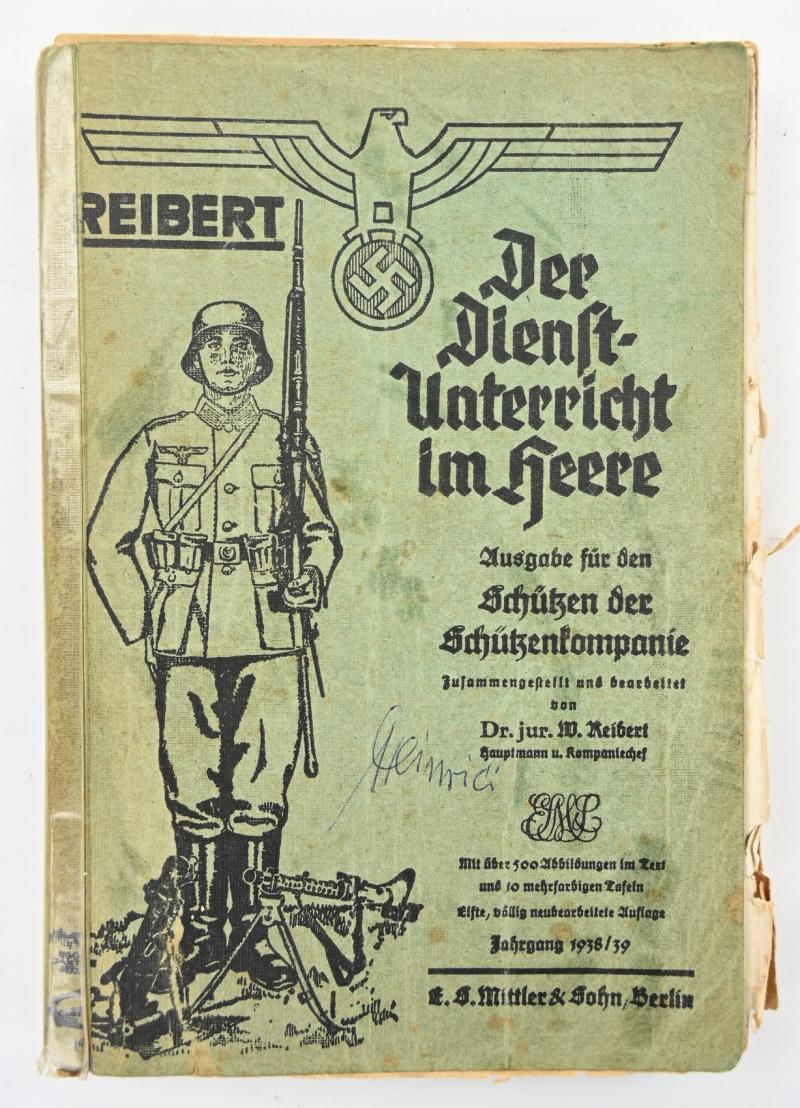 REIBERT
Der
Dienst-
Unterricht
im Heere
Ausgabe für den
Schützen der
Schützenkompanie
Zusammengestellt und bearbeitet
von
Dr. jur. W. Reibert
Hauptmann u. Kompaniechef
Heinrici
Mit über 500 Abbildungen im Text
und 10 mehrfarbigen Tafeln
Elfte, völlig neubearbeitete Auflage
Jahrgang 1938/39
E. S. Mittler & Sohn, Berlin